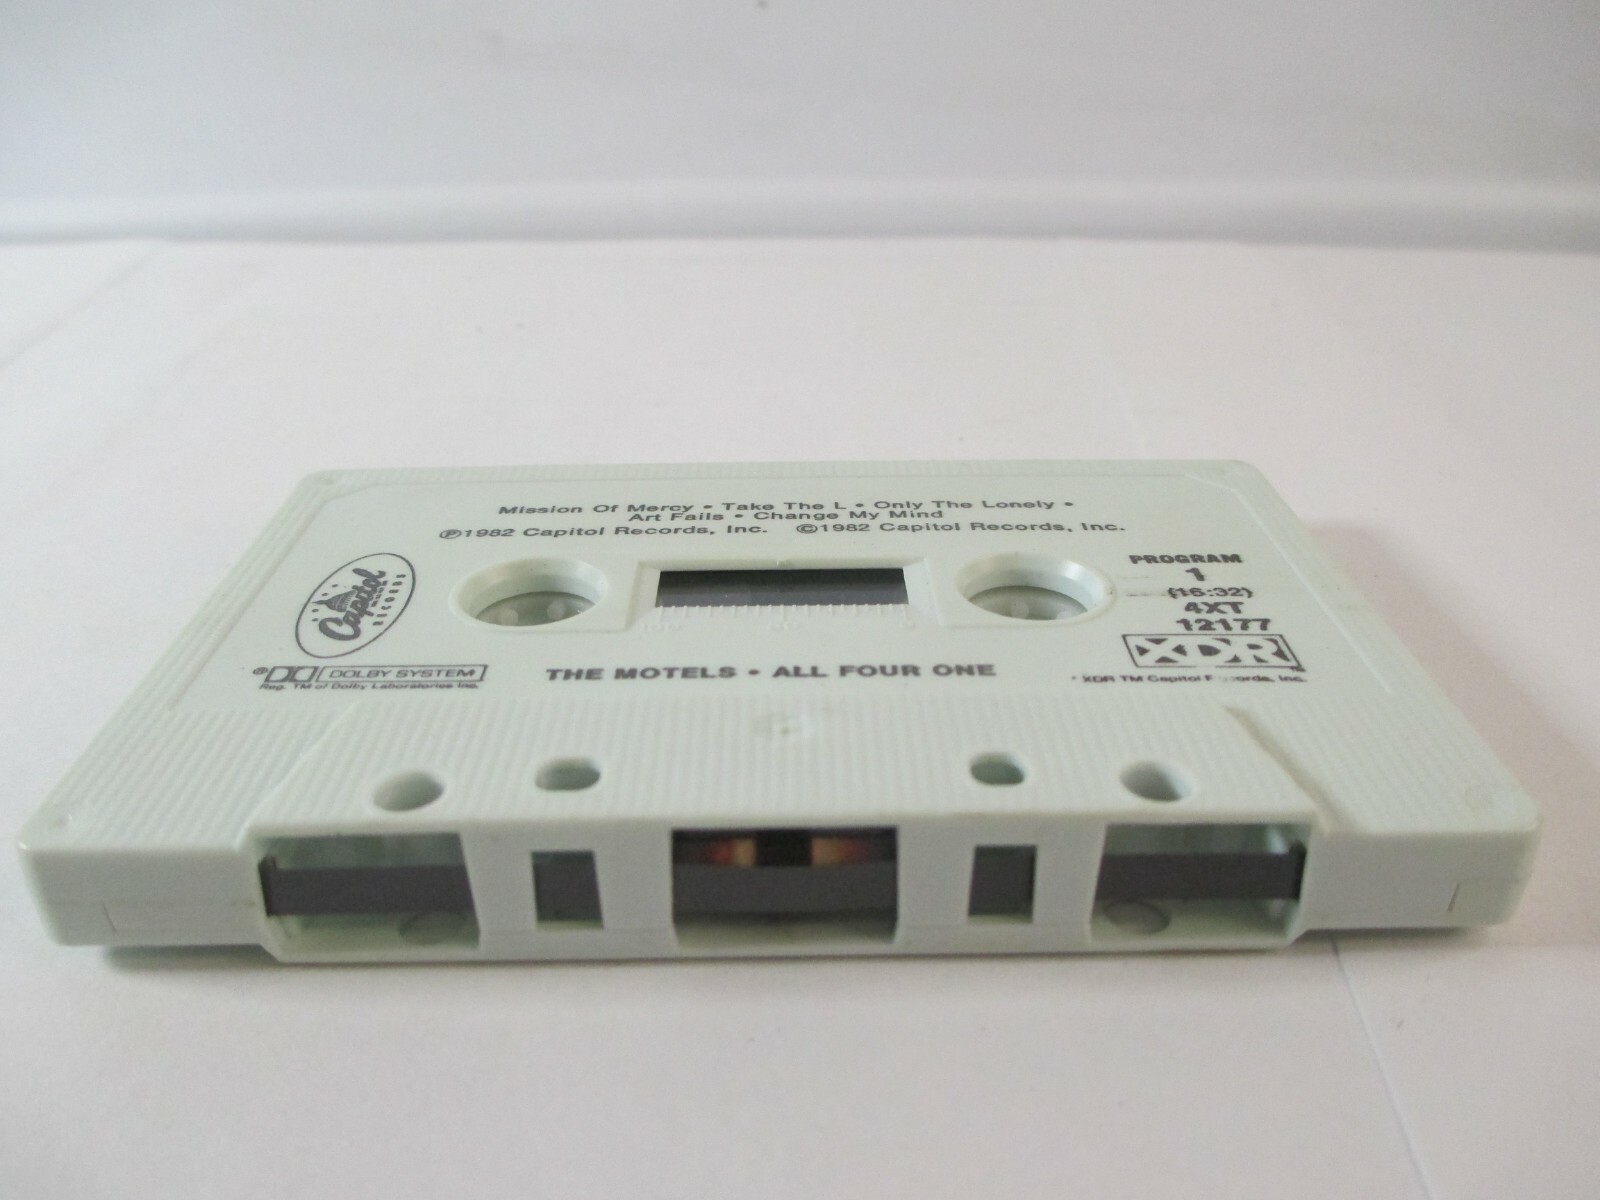 Mission Of Mercy • Take The L • Only The Lonely •
Art Fails • Change My Mind
℗1982 Capitol Records, Inc. ©1982 Capitol Records, Inc.
Capitol
RECORDS
PROGRAM
1
(16:32)
4XT
12177
XDR
TM
* XDR TM Capitol Records, Inc.
® DOLBY SYSTEM
Reg. TM of Dolby Laboratories Inc.
THE MOTELS • ALL FOUR ONE